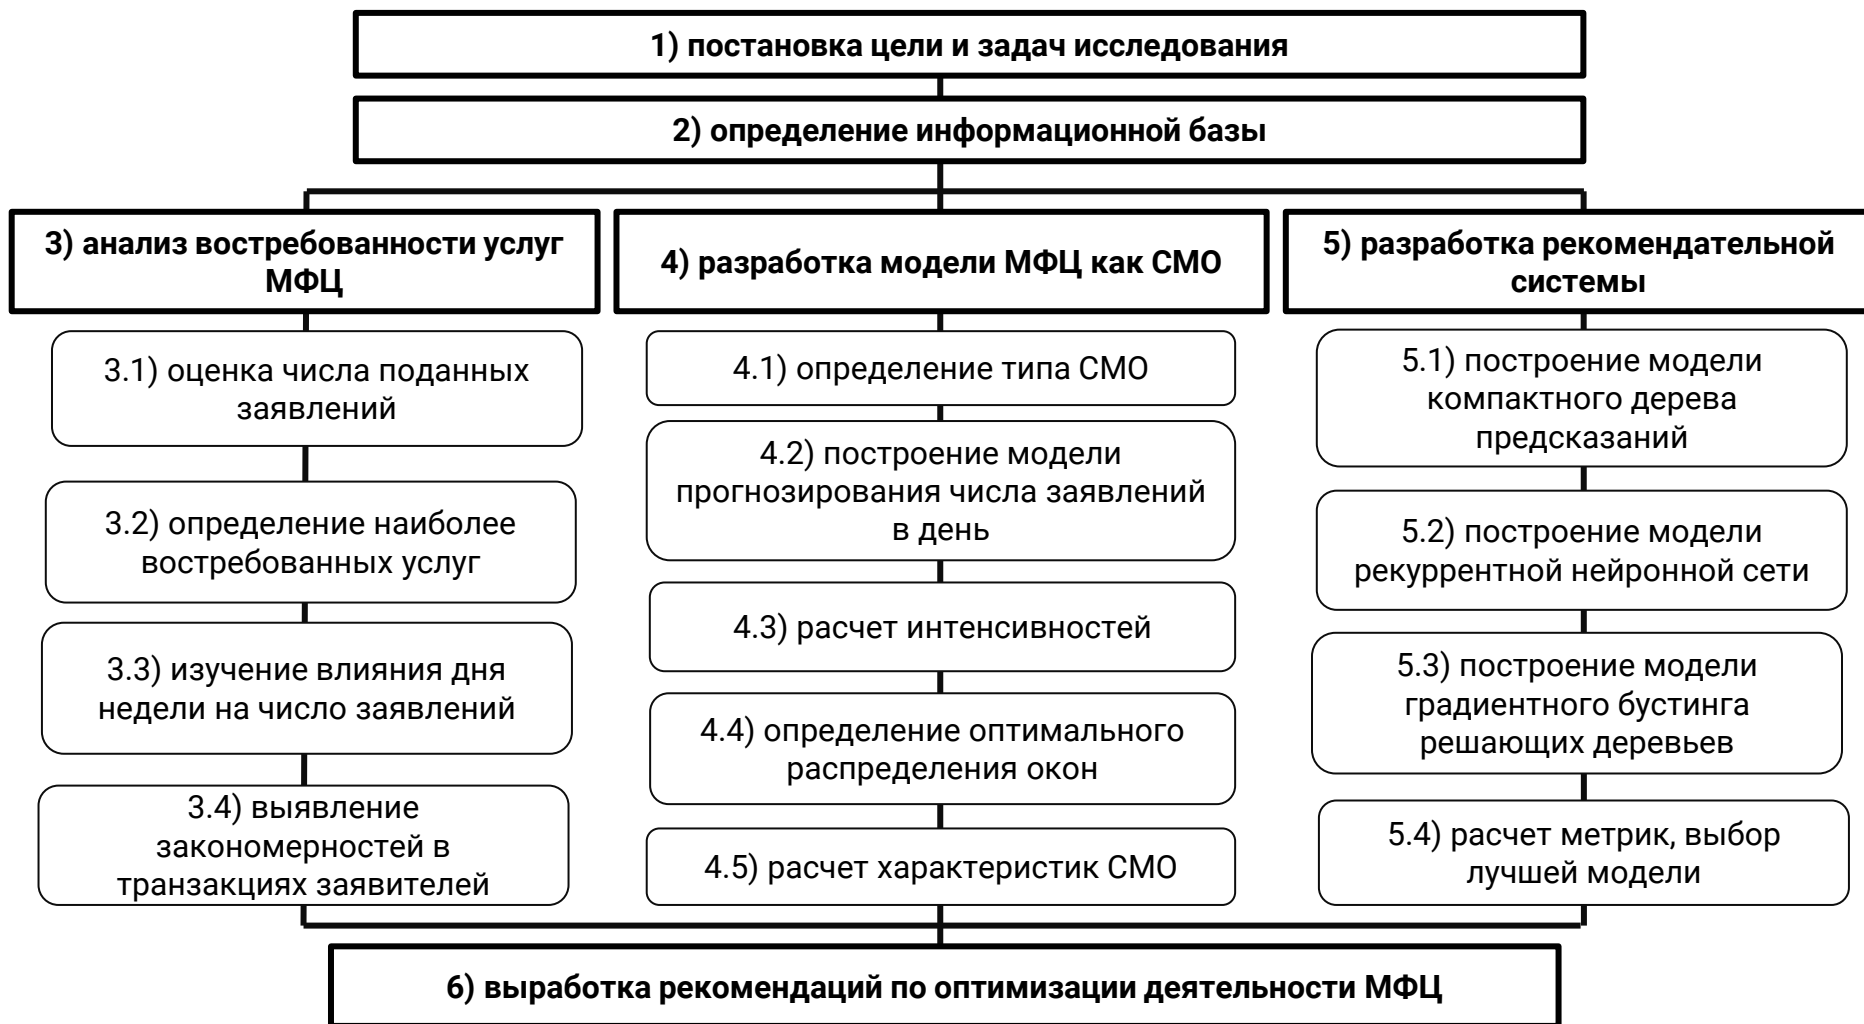 1) постановка цели и задач исследования
2) определение информационной базы
3) анализ востребованности услуг
МФЦ
3.1) оценка числа поданных
заявлений
3.2) определение наиболее
востребованных услуг
3.3) изучение влияния дня
недели на число заявлений
3.4) выявление
закономерностей в
транзакциях заявителей
4) разработка модели МФЦ как СМО
4.1) определение типа СМО
4.2) построение модели
прогнозирования числа заявлений
в день
4.3) расчет интенсивностей
4.4) определение оптимального
распределения окон
4.5) расчет характеристик СМО
5) разработка рекомендательной
системы
5.1) построение модели
компактного дерева
предсказаний
5.2) построение модели
рекуррентной нейронной сети
5.3) построение модели
градиентного бустинга
решающих деревьев
5.4) расчет метрик, выбор
лучшей модели
6) выработка рекомендаций по оптимизации деятельности МФЦ